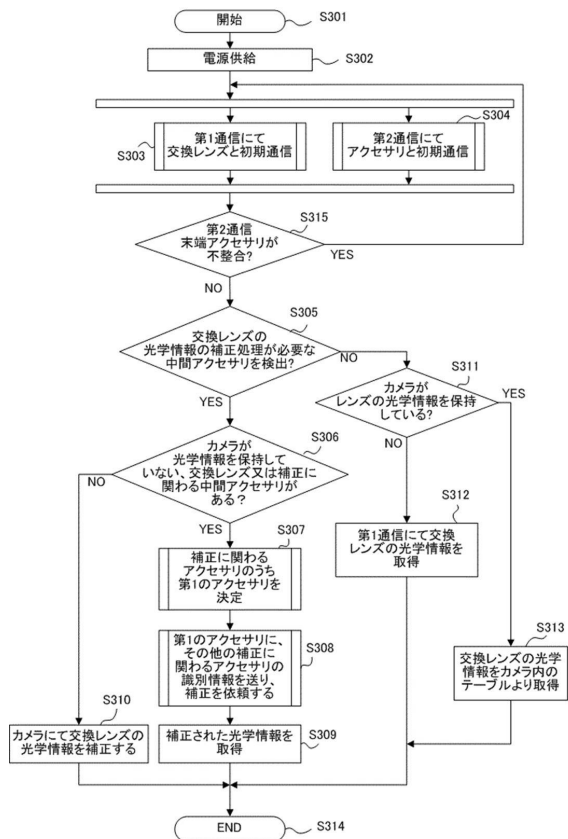 開始
S301
電源供給
S302
第1通信にて
交換レンズと初期通信
S303
第2通信にて
アクセサリと初期通信
S304
第2通信
末端アクセサリが
不整合?
S315
YES
NO
交換レンズの
光学情報の補正処理が必要な
中間アクセサリを検出?
S305
NO
YES
カメラが
レンズの光学情報を保持
している?
S311
YES
NO
カメラが
光学情報を保持して
いない、交換レンズ又は補正に
関わる中間アクセサリが
ある?
S306
NO
YES
補正に関わる
アクセサリのうち
第1のアクセサリを
決定
S307
第1通信にて交換
レンズの光学情報を
取得
S312
第1のアクセサリに、
その他の補正に
関わるアクセサリの
識別情報を送り、
補正を依頼する
S308
交換レンズの光学
情報をカメラ内の
テーブルより取得
S313
カメラにて交換レンズの
光学情報を補正する
S310
補正された光学情報を
取得
S309
END
S314